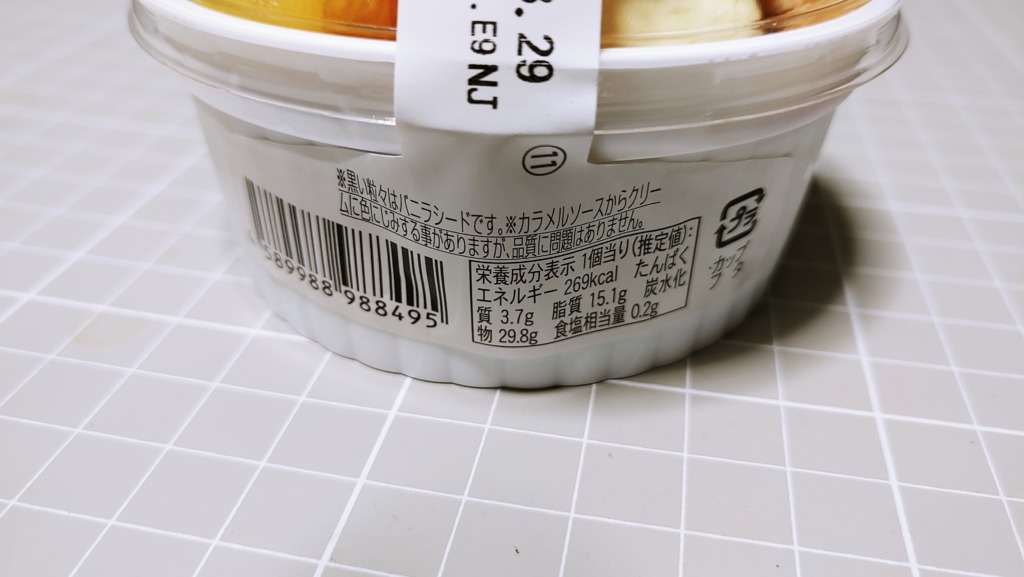 .29
.E9NJ
⑪
※黒い粒々はバニラシードです。※カラメルソースからクリー
ムに色にじみする事がありますが、品質に問題はありません。
589988 988495
栄養成分表示 1個当り(推定値):
エネルギー 269kcal たんぱく
質 3.7g 脂質 15.1g 炭水化
物 29.8g 食塩相当量 0.2g
プラ
・カップ
フタ